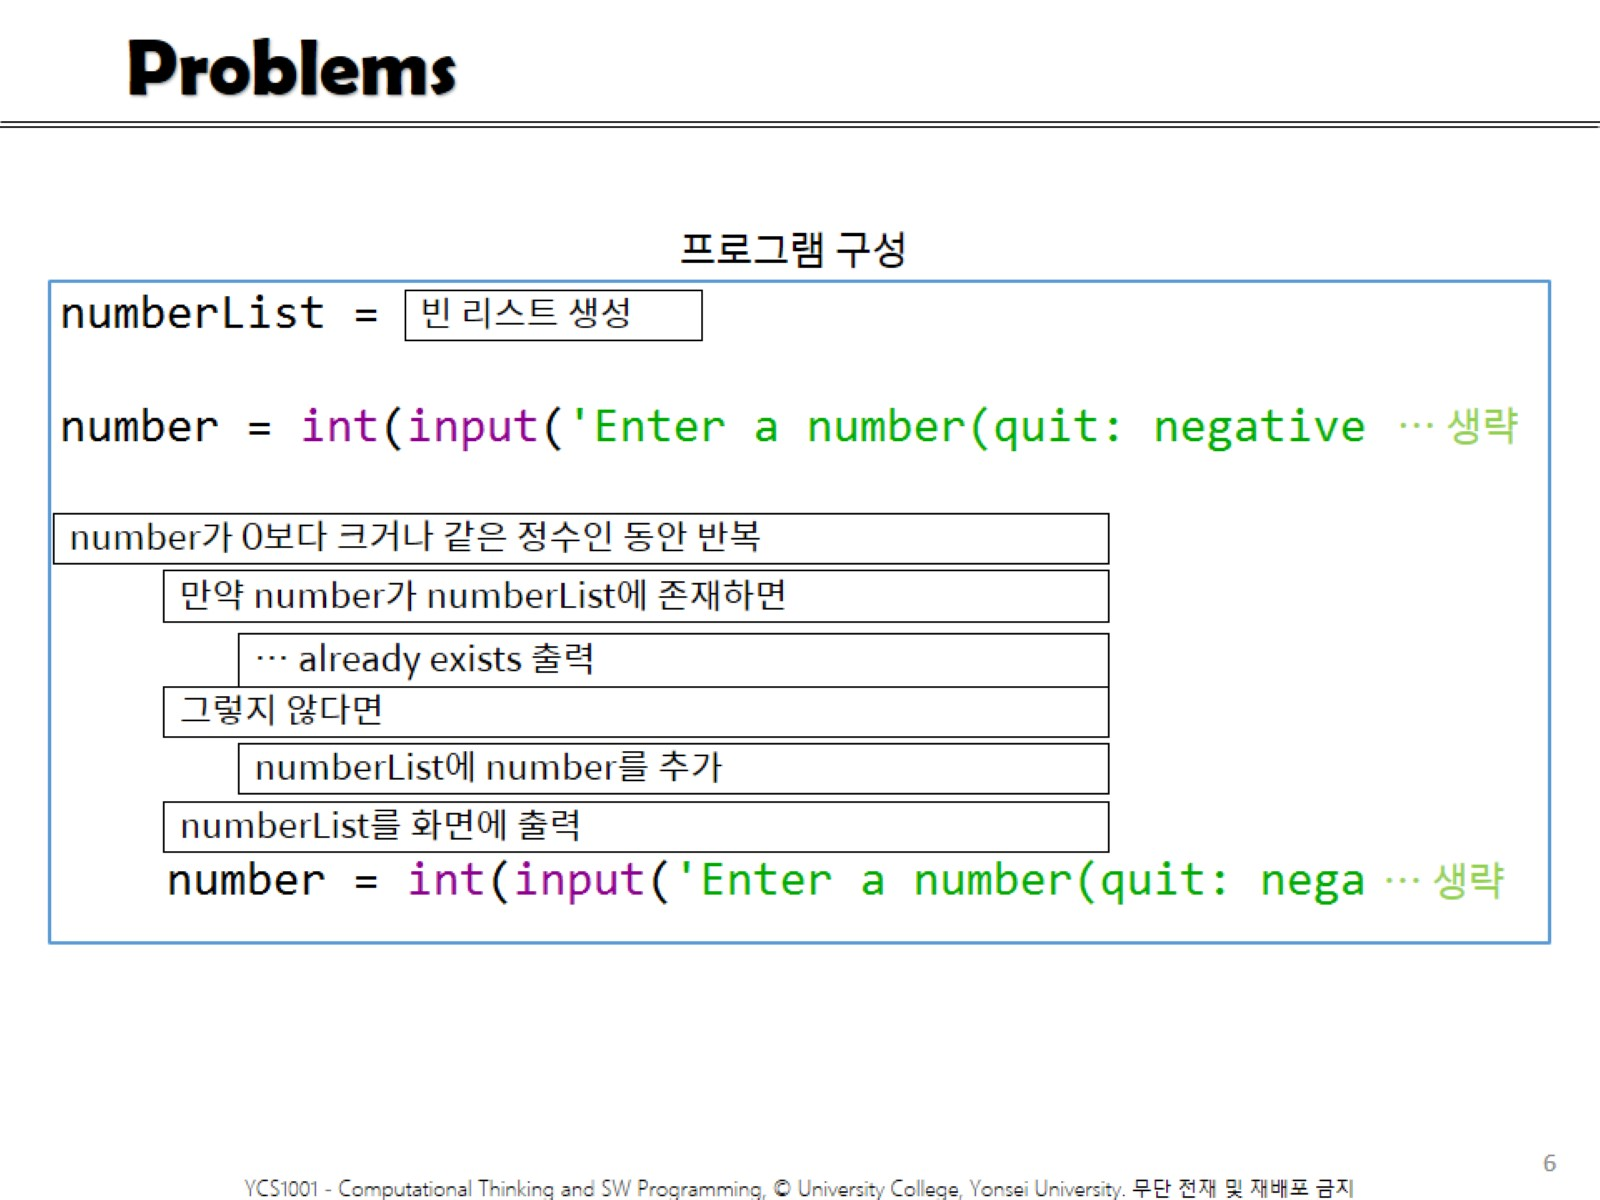 Problems
프로그램 구성
numberList = 빈 리스트 생성
number = int(input('Enter a number(quit: negative … 생략
number가 0보다 크거나 같은 정수인 동안 반복
만약 number가 numberList에 존재하면
… already exists 출력
그렇지 않다면
numberList에 number를 추가
numberList를 화면에 출력
number = int(input('Enter a number(quit: nega … 생략
6
YCS1001 - Computational Thinking and SW Programming, © University College, Yonsei University. 무단 전재 및 재배포 금지